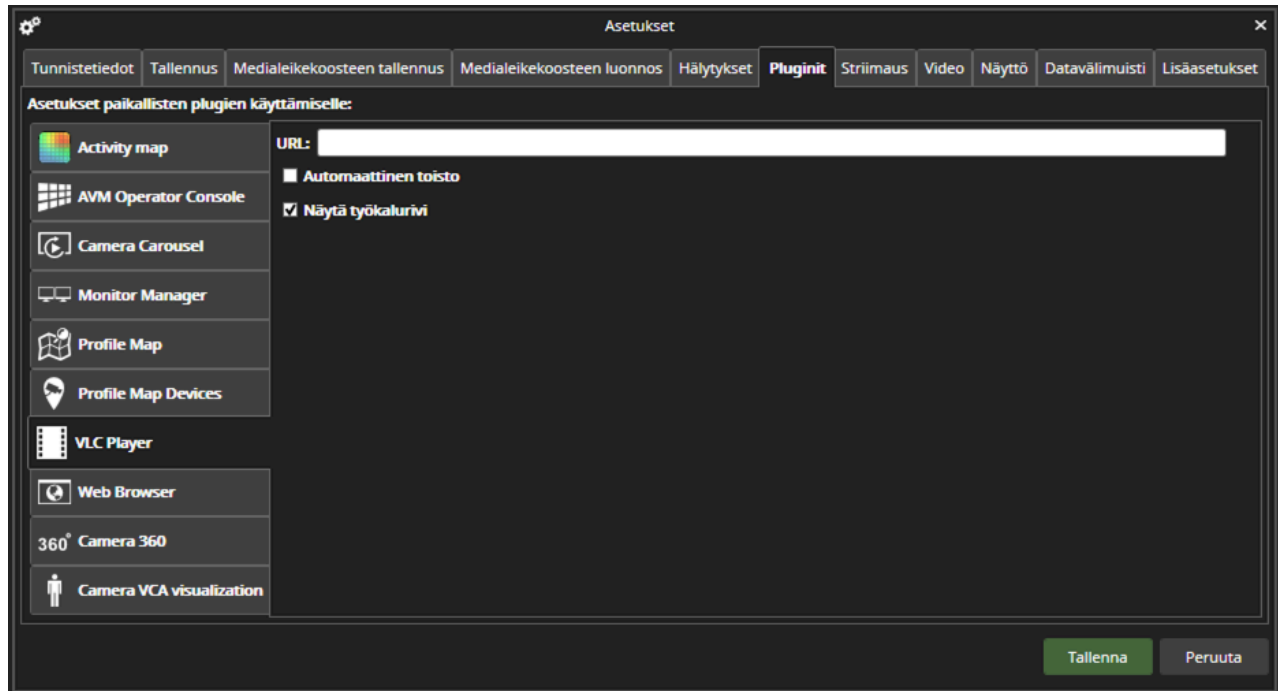 Asetukset
Tunnistetiedot Tallennus Medialeikekoosteen tallennus Medialeikekoosteen luonnos Hälytykset Pluginit Striimaus Video Näyttö Datavälimuisti Lisäasetukset
Asetukset paikallisten plugien käyttämiselle:
Activity map
AVM Operator Console
Camera Carousel
Monitor Manager
Profile Map
Profile Map Devices
VLC Player
Web Browser
360° Camera 360
Camera VCA visualization
URL:
Automaattinen toisto
Näytä työkalurivi
Tallenna Peruuta